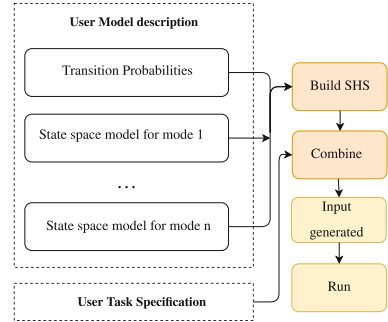 User Model description
Transition Probabilities
State space model for mode 1
...
State space model for mode n
User Task Specification
Build SHS
Combine
Input
generated
Run